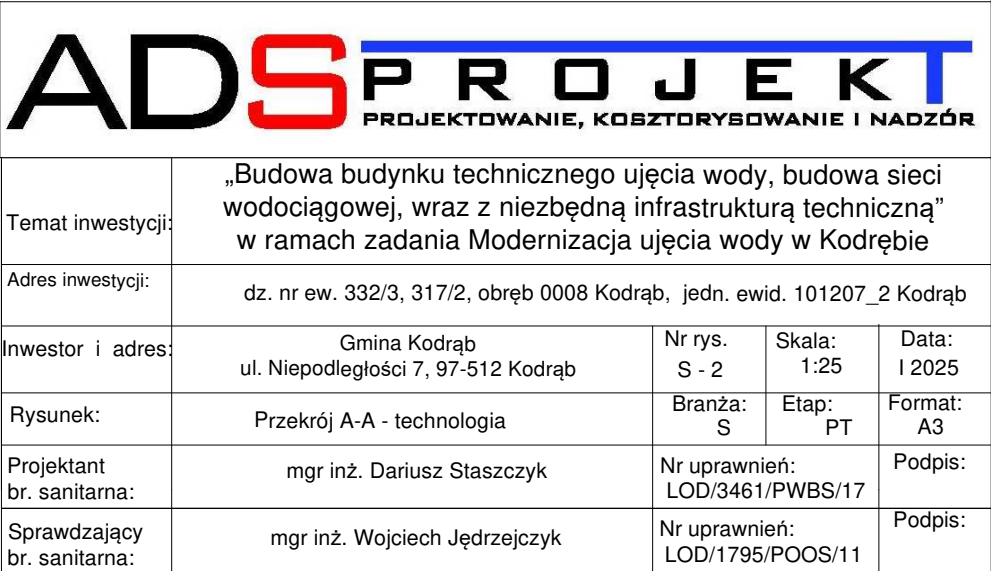 ADSPROJEKT
PROJEKTOWANIE, KOSZTORYSOWANIE I NADZÓR
Temat inwestycji:
„Budowa budynku technicznego ujęcia wody, budowa sieci
wodociągowej, wraz z niezbędną infrastrukturą techniczną”
w ramach zadania Modernizacja ujęcia wody w Kodrębie
Adres inwestycji:
dz. nr ew. 332/3, 317/2, obręb 0008 Kodrąb, jedn. ewid. 101207_2 Kodrąb
Inwestor i adres:
Gmina Kodrąb
ul. Niepodległości 7, 97-512 Kodrąb
Nr rys.
S - 2
Skala:
1:25
Data:
I 2025
Rysunek:
Przekrój A-A - technologia
Branża:
S
Etap:
PT
Format:
A3
Projektant
br. sanitarna:
mgr inż. Dariusz Staszczyk
Nr uprawnień:
LOD/3461/PWBS/17
Podpis:
Sprawdzający
br. sanitarna:
mgr inż. Wojciech Jędrzejczyk
Nr uprawnień:
LOD/1795/POOS/11
Podpis: